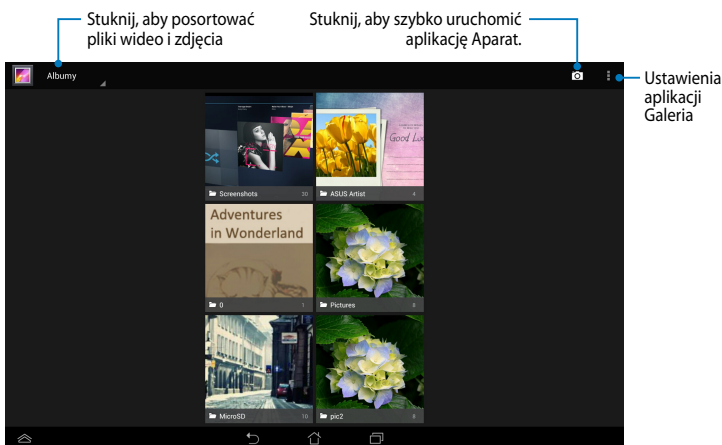 Stuknij, aby posortować
pliki wideo i zdjęcia
Stuknij, aby szybko uruchomić
aplikację Aparat.
Ustawienia
aplikacji
Galeria
Albumy
Good Lu
Screenshots 30
ASUS Artist 4
Adventures
in Wonderland
0 1
Pictures 8
MicroSD 10
pic2 8